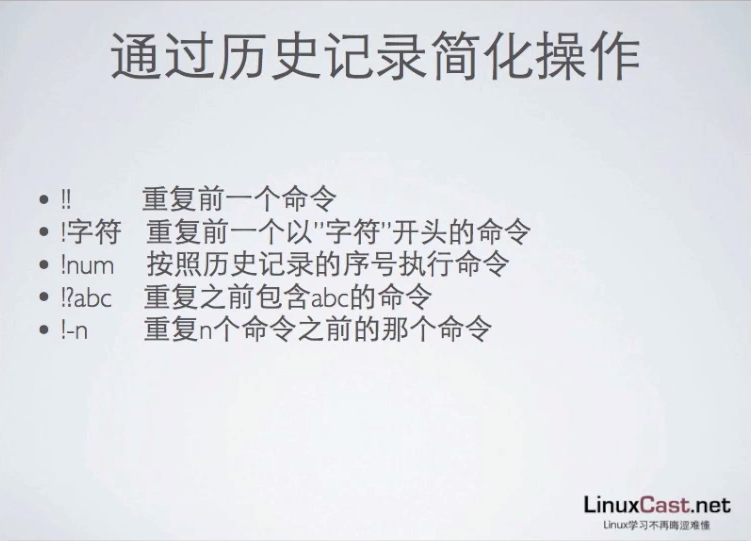 通过历史记录简化操作
• !! 重复前一个命令
• !字符 重复前一个以"字符"开头的命令
• !num 按照历史记录的序号执行命令
• !?abc 重复之前包含abc的命令
• !-n 重复n个命令之前的那个命令
LinuxCast.net
Linux学习不再晦涩难懂